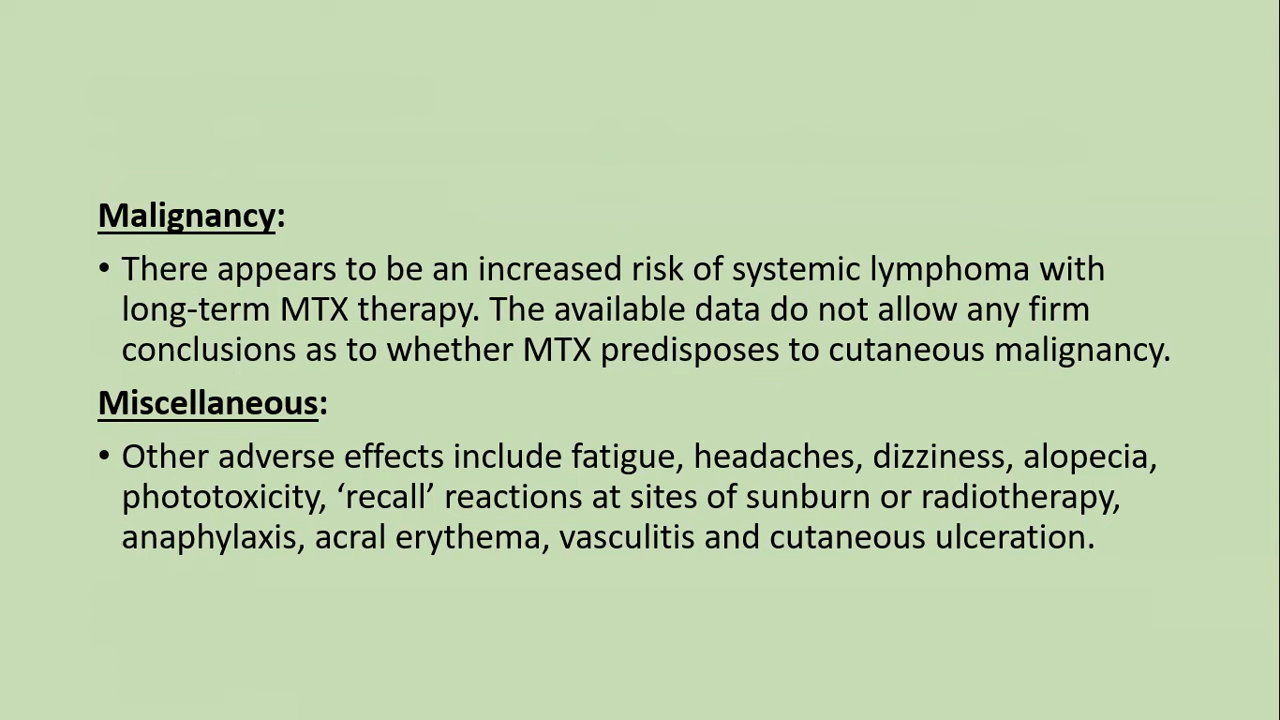 Malignancy:
• There appears to be an increased risk of systemic lymphoma with
long-term MTX therapy. The available data do not allow any firm
conclusions as to whether MTX predisposes to cutaneous malignancy.
Miscellaneous:
• Other adverse effects include fatigue, headaches, dizziness, alopecia,
phototoxicity, ‘recall’ reactions at sites of sunburn or radiotherapy,
anaphylaxis, acral erythema, vasculitis and cutaneous ulceration.